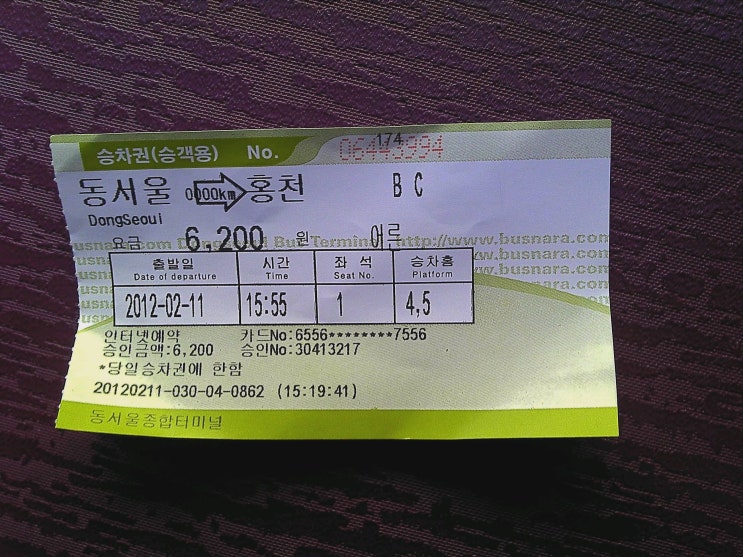 승차권(승객용) No. 06443994
174
동서울 0000km 홍천 B C
DongSeoul
요금 6,200 원 어른
Bus Terminal http://www.busnara.com
출발일 시간 좌 석 승차홈
Date of departure Time Seat No. Platform
2012-02-11 15:55 1 4,5
인터넷예약 카드No:6556********7556
승인금액:6,200 승인No:30413217
*당일승차권에 한함
20120211-030-04-0862 (15:19:41)
동서울종합터미널